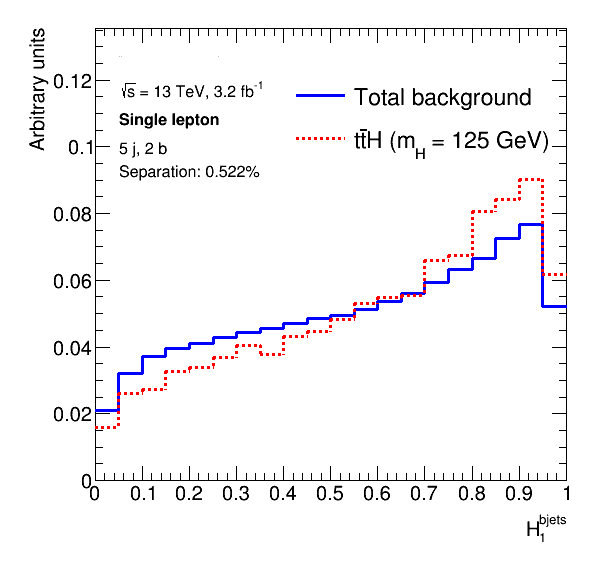 Arbitrary units
0.12
0.1
0.08
0.06
0.04
0.02
0
√s = 13 TeV, 3.2 fb⁻¹
Single lepton
5 j, 2 b
Separation: 0.522%
Total background
tt̄H (m_H = 125 GeV)
0 0.1 0.2 0.3 0.4 0.5 0.6 0.7 0.8 0.9 1
H₁^bjets